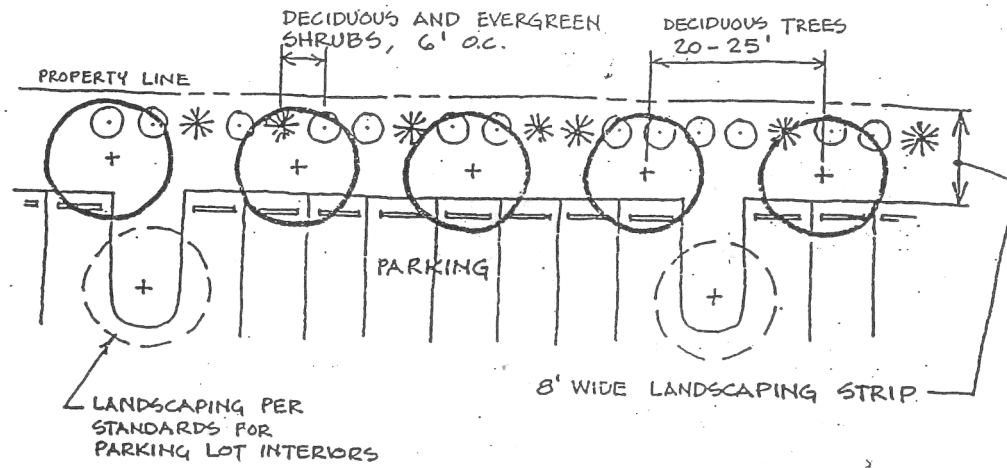 DECIDUOUS AND EVERGREEN
SHRUBS, 6' O.C.
DECIDUOUS TREES
20-25'
PROPERTY LINE
PARKING
8' WIDE LANDSCAPING STRIP
LANDSCAPING PER
STANDARDS FOR
PARKING LOT INTERIORS